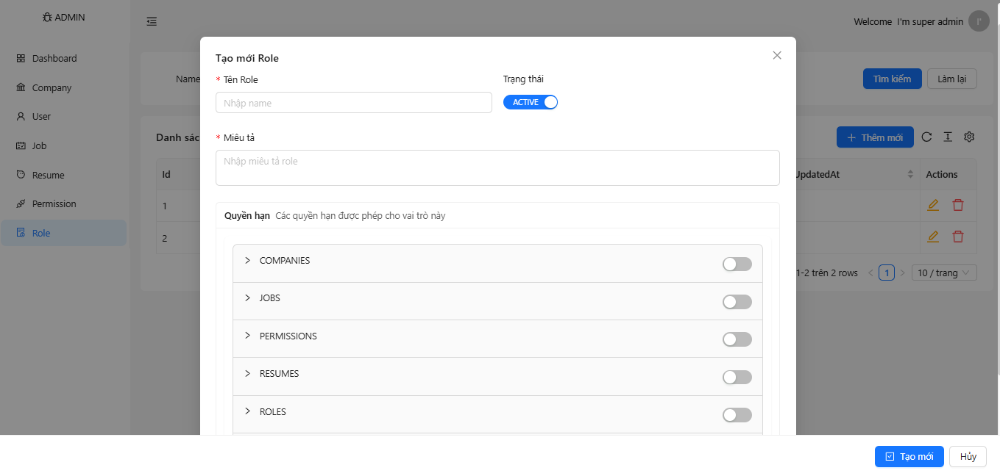 ADMIN
Welcome I'm super admin
I'
Dashboard
Company
User
Job
Resume
Permission
Role
Name
Tìm kiếm
Làm lại
Danh sác
Thêm mới
Id
UpdatedAt
Actions
1
2
1-2 trên 2 rows
1
10 / trang
Tạo mới Role
* Tên Role
Trạng thái
Nhập name
ACTIVE
* Miêu tả
Nhập miêu tả role
Quyền hạn Các quyền hạn được phép cho vai trò này
COMPANIES
JOBS
PERMISSIONS
RESUMES
ROLES
Tạo mới
Hủy